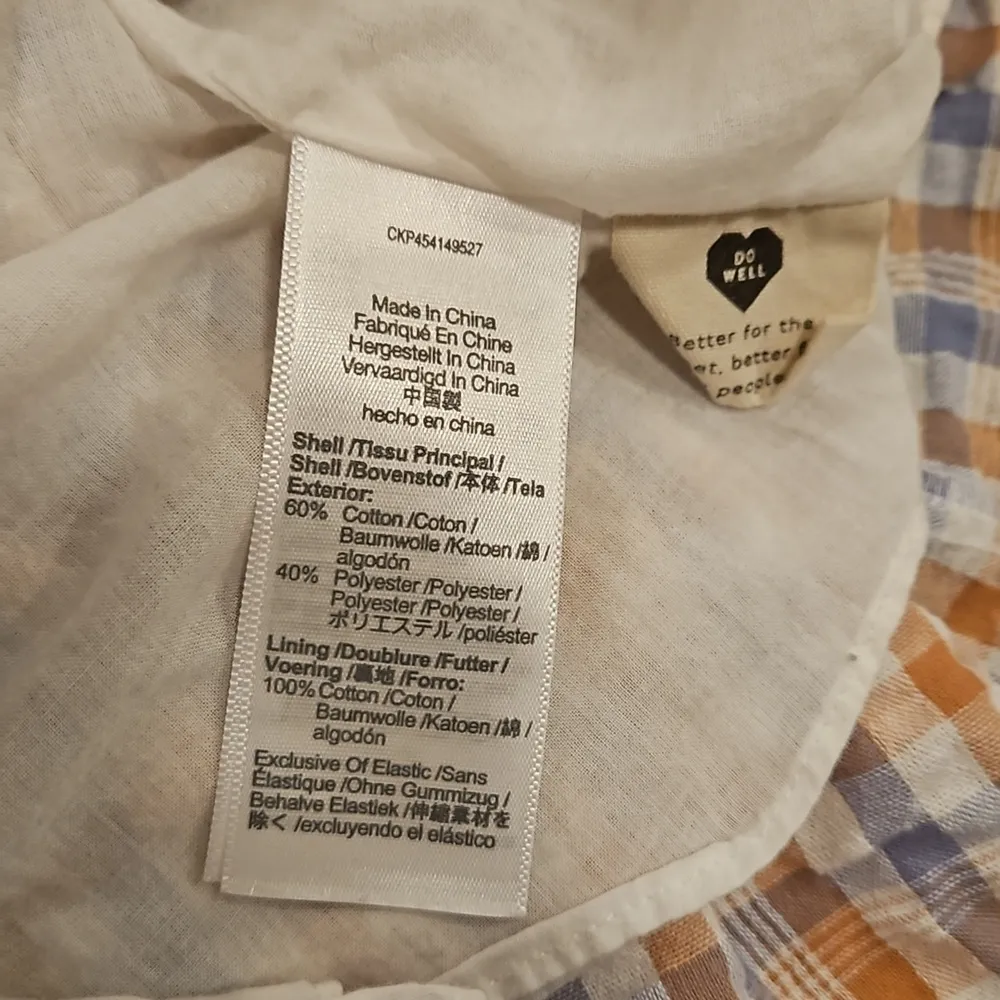 CKP454149527
Made In China
Fabriqué En Chine
Hergestellt In China
Vervaardigd In China
中國製
hecho en china
Shell /Tissu Principal /
Shell /Bovenstof /本体 /Tela
Exterior:
60% Cotton /Coton /
Baumwolle /Katoen /綿 /
algodón
40% Polyester /Polyester /
Polyester /Polyester /
ポリエステル /poliéster
Lining /Doublure /Futter /
Voering /裏地 /Forro:
100% Cotton /Coton /
Baumwolle /Katoen /綿 /
algodón
Exclusive Of Elastic /Sans
Élastique /Ohne Gummizug /
Behalve Elastiek /伸縮素材を
除く /excluyendo el elástico
DO
WELL
Better for the
better
people